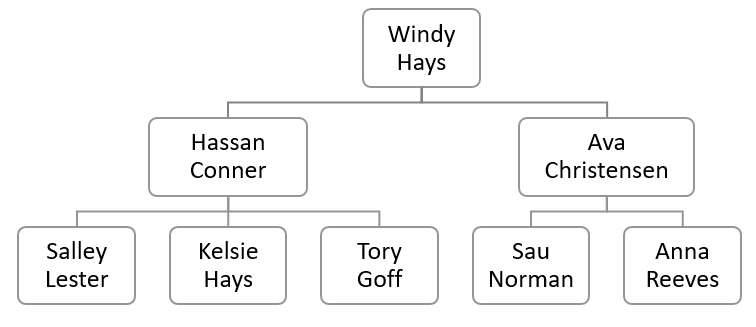 Windy
Hays
Hassan
Conner
Ava
Christensen
Salley
Lester
Kelsie
Hays
Tory
Goff
Sau
Norman
Anna
Reeves